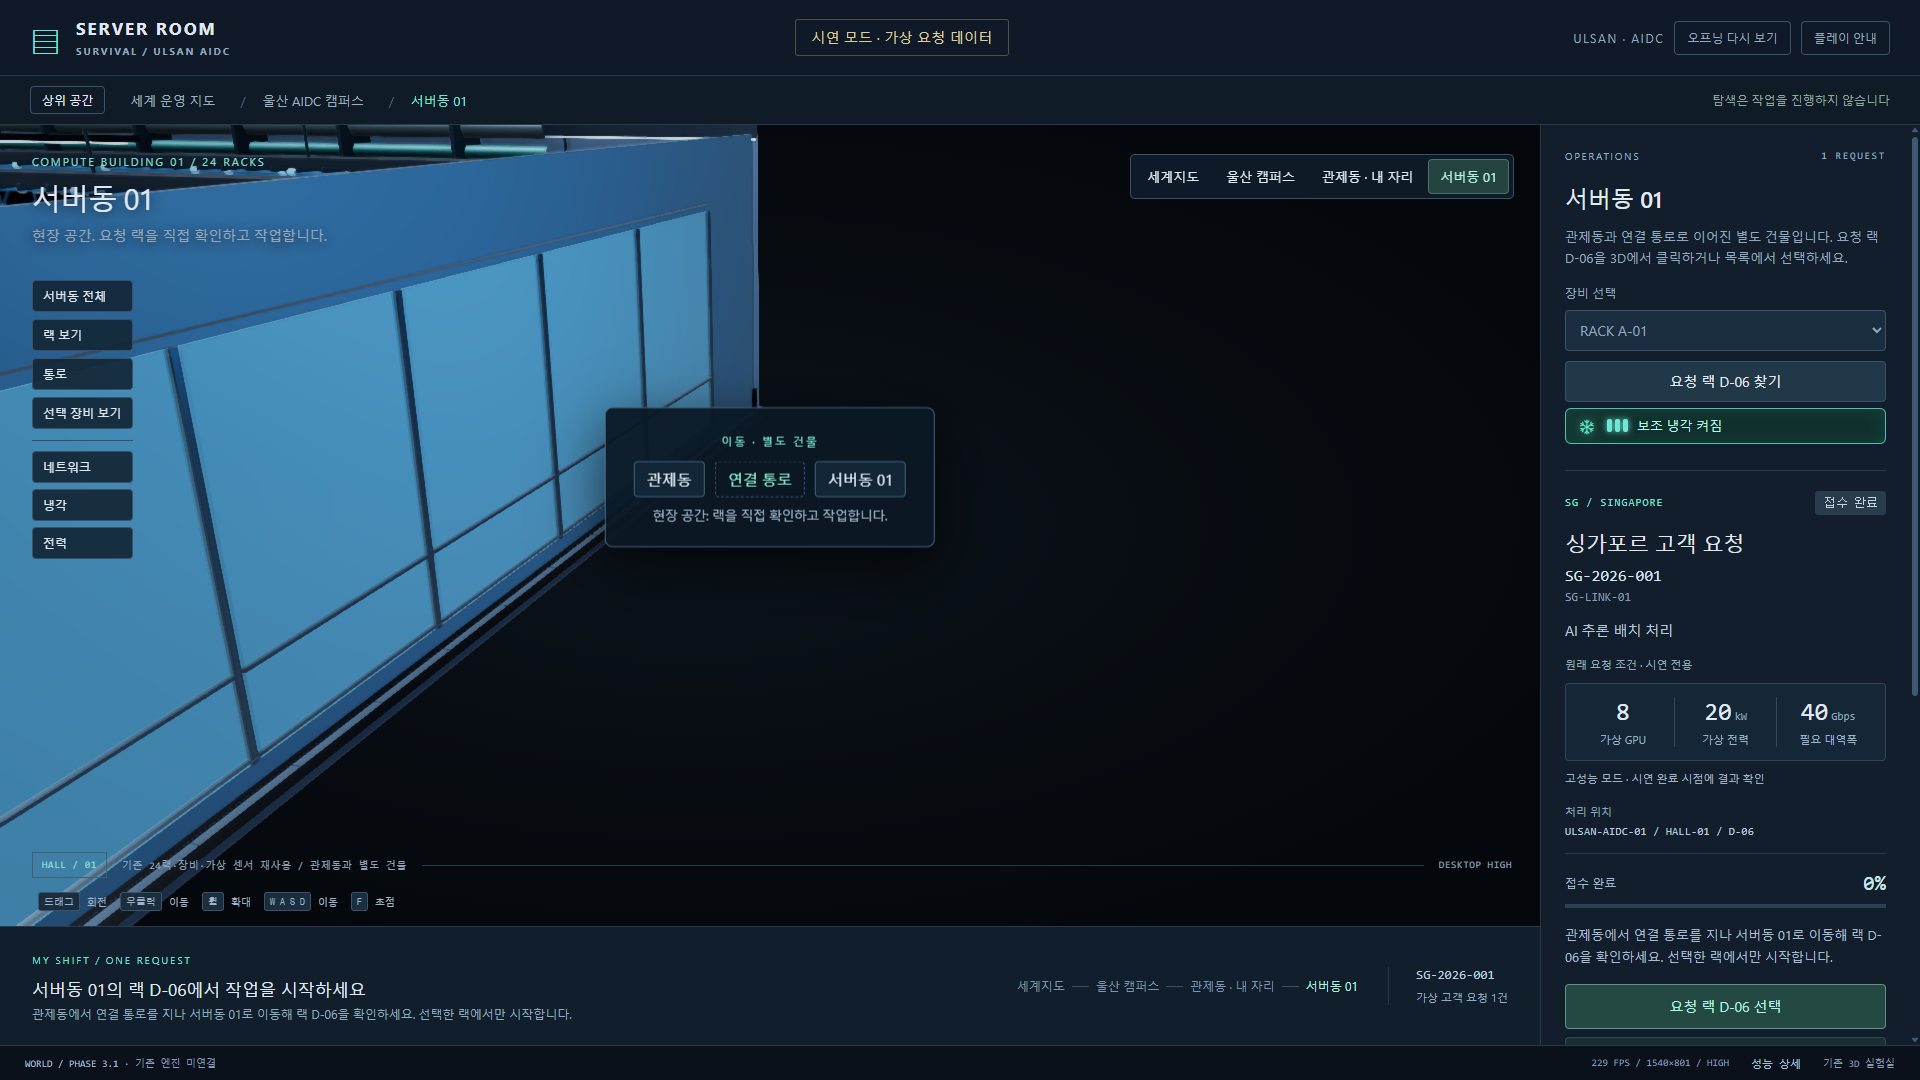 SERVER ROOM
SURVIVAL / ULSAN AIDC
시연 모드 · 가상 요청 데이터
ULSAN · AIDC
오프닝 다시 보기
플레이 안내
상위 공간
세계 운영 지도 / 울산 AIDC 캠퍼스 / 서버동 01
탐색은 작업을 진행하지 않습니다
COMPUTE BUILDING 01 / 24 RACKS
서버동 01
현장 공간. 요청 랙을 직접 확인하고 작업합니다.
세계지도
울산 캠퍼스
관제동 · 내 자리
서버동 01
서버동 전체
랙 보기
통로
선택 장비 보기
네트워크
냉각
전력
이동 · 별도 건물
관제동
연결 통로
서버동 01
현장 공간: 랙을 직접 확인하고 작업합니다.
HALL / 01
기존 24랙·장비·가상 센서 재사용 / 관제동과 별도 건물
DESKTOP HIGH
드래그 회전 우클릭 이동 휠 확대 W A S D 이동 F 초점
MY SHIFT / ONE REQUEST
서버동 01의 랙 D-06에서 작업을 시작하세요
관제동에서 연결 통로를 지나 서버동 01로 이동해 랙 D-06을 확인하세요. 선택한 랙에서만 시작합니다.
세계지도 — 울산 캠퍼스 — 관제동 · 내 자리 — 서버동 01
SG-2026-001
가상 고객 요청 1건
OPERATIONS
1 REQUEST
서버동 01
관제동과 연결 통로로 이어진 별도 건물입니다. 요청 랙
D-06을 3D에서 클릭하거나 목록에서 선택하세요.
장비 선택
RACK A-01
요청 랙 D-06 찾기
보조 냉각 켜짐
SG / SINGAPORE
접수 완료
싱가포르 고객 요청
SG-2026-001
SG-LINK-01
AI 추론 배치 처리
원래 요청 조건 · 시연 전용
8
가상 GPU
20 kW
가상 전력
40 Gbps
필요 대역폭
고성능 모드 · 시연 완료 시점에 결과 확인
처리 위치
ULSAN-AIDC-01 / HALL-01 / D-06
접수 완료
0%
관제동에서 연결 통로를 지나 서버동 01로 이동해 랙 D-
06을 확인하세요. 선택한 랙에서만 시작합니다.
요청 랙 D-06 선택
WORLD / PHASE 3.1 · 기존 엔진 미연결
229 FPS / 1540×801 / HIGH
성능 상세
기존 3D 실험실